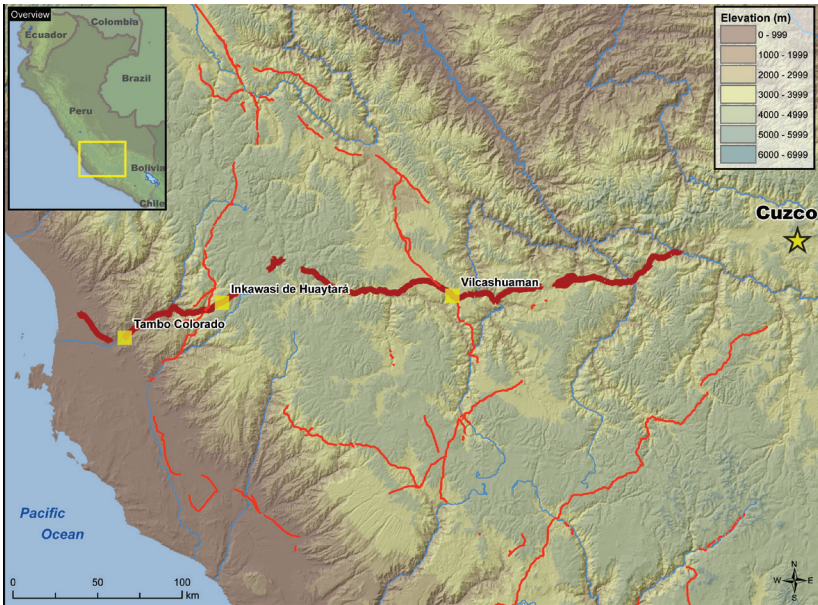 Overview
Colombia
Ecuador
Brazil
Peru
Bolivia
Chile
Elevation (m)
0 - 999
1000 - 1999
2000 - 2999
3000 - 3999
4000 - 4999
5000 - 5999
6000 - 6999
Cuzco
Vilcashuaman
Inkawasi de Huaytará
Tambo Colorado
Pacific
Ocean
0 50 100
km
N
W E
S